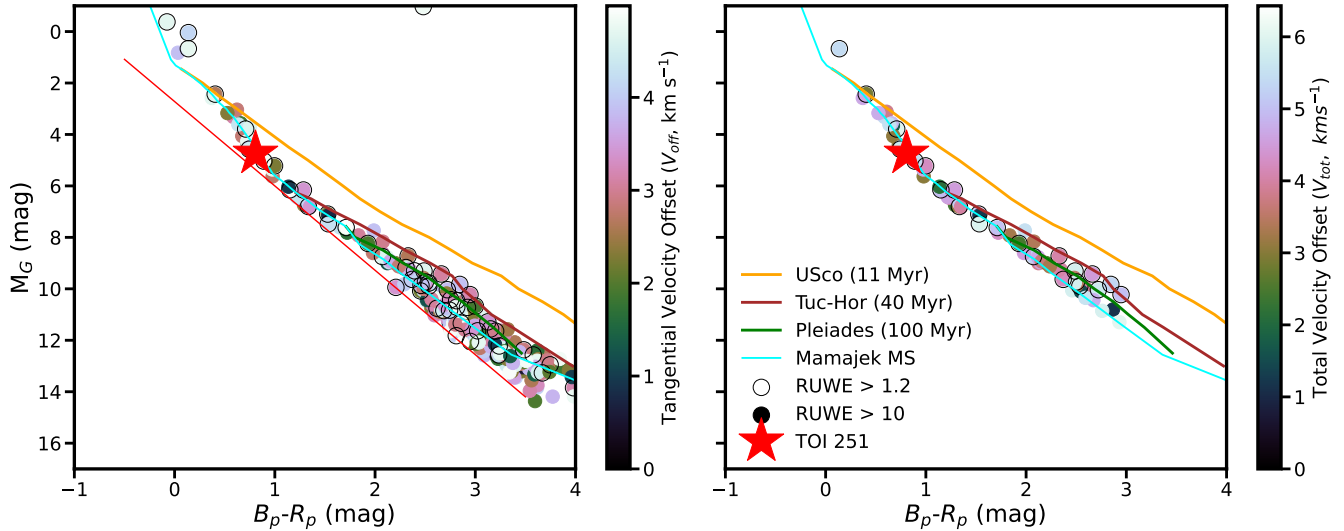 0
2
4
6
8
10
12
14
16
M_G (mag)
−1 0 1 2 3 4
B_p-R_p (mag)
0
1
2
3
4
Tangential Velocity Offset (V_off, km s⁻¹)
USco (11 Myr)
Tuc-Hor (40 Myr)
Pleiades (100 Myr)
Mamajek MS
RUWE > 1.2
RUWE > 10
TOI 251
−1 0 1 2 3 4
B_p-R_p (mag)
6
5
4
3
2
1
0
Total Velocity Offset (V_tot, kms⁻¹)